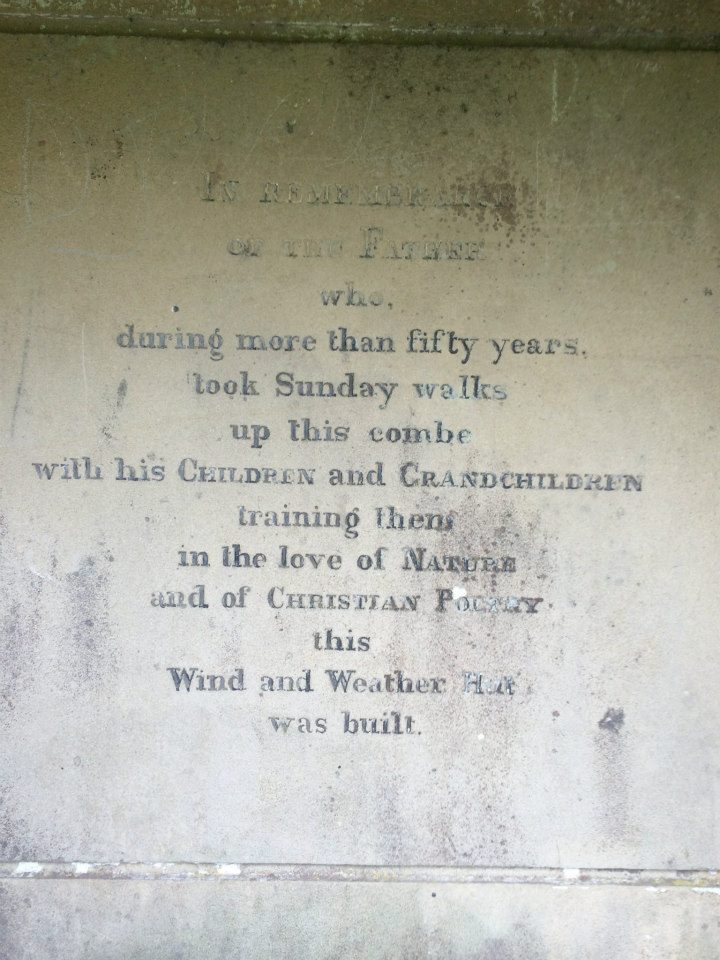 IN REMEMBRANCE
OF THE FATHER
who,
during more than fifty years,
took Sunday walks
up this combe
with his CHILDREN and GRANDCHILDREN
training them
in the love of NATURE
and of CHRISTIAN POETRY
this
Wind and Weather Hut
was built.